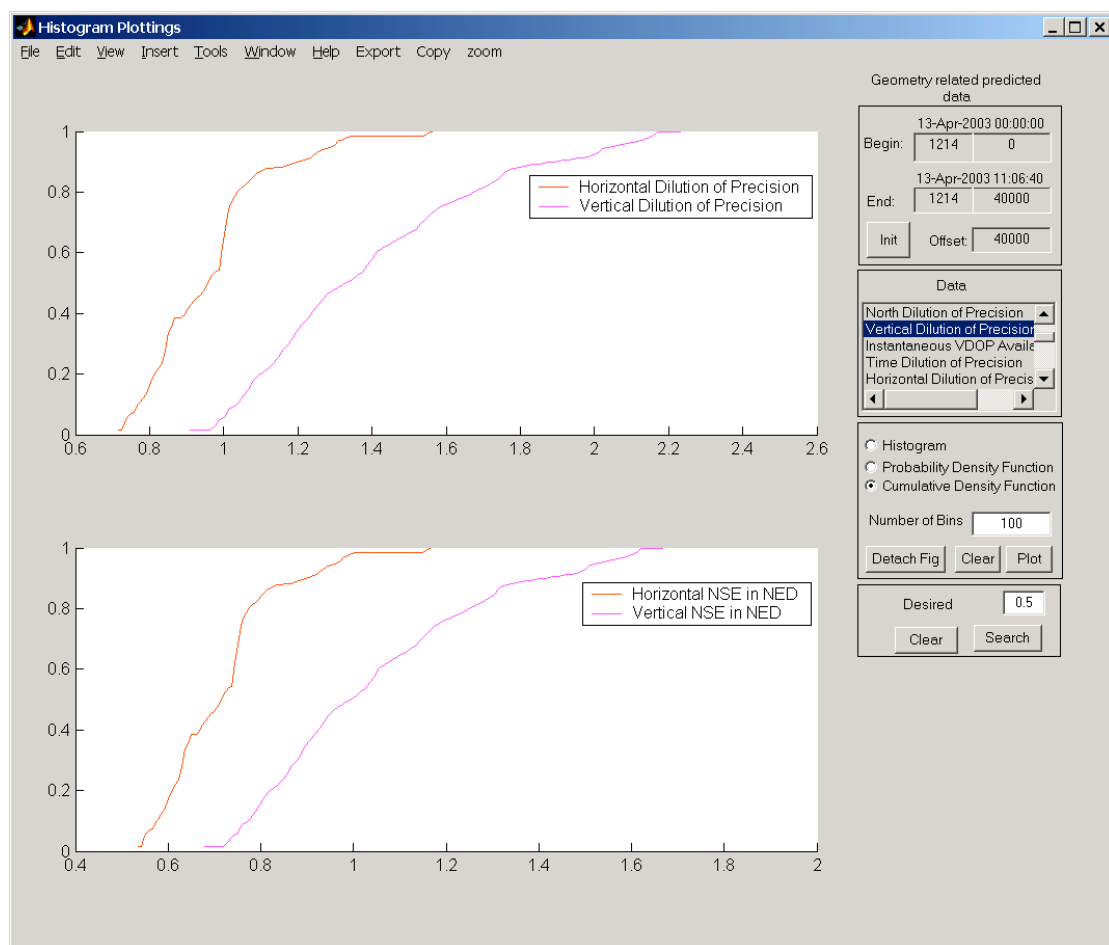 Histogram Plottings
File Edit View Insert Tools Window Help Export Copy zoom
1
0.8
0.6
0.4
0.2
0
0.6 0.8 1 1.2 1.4 1.6 1.8 2 2.2 2.4 2.6
Horizontal Dilution of Precision
Vertical Dilution of Precision
1
0.8
0.6
0.4
0.2
0
0.4 0.6 0.8 1 1.2 1.4 1.6 1.8 2
Horizontal NSE in NED
Vertical NSE in NED
Geometry related predicted
data
13-Apr-2003 00:00:00
Begin: 1214 0
13-Apr-2003 11:06:40
End: 1214 40000
Init Offset: 40000
Data
North Dilution of Precision
Vertical Dilution of Precision
Instantaneous VDOP Availa
Time Dilution of Precision
Horizontal Dilution of Precis
Histogram
Probability Density Function
Cumulative Density Function
Number of Bins 100
Detach Fig Clear Plot
Desired 0.5
Clear Search